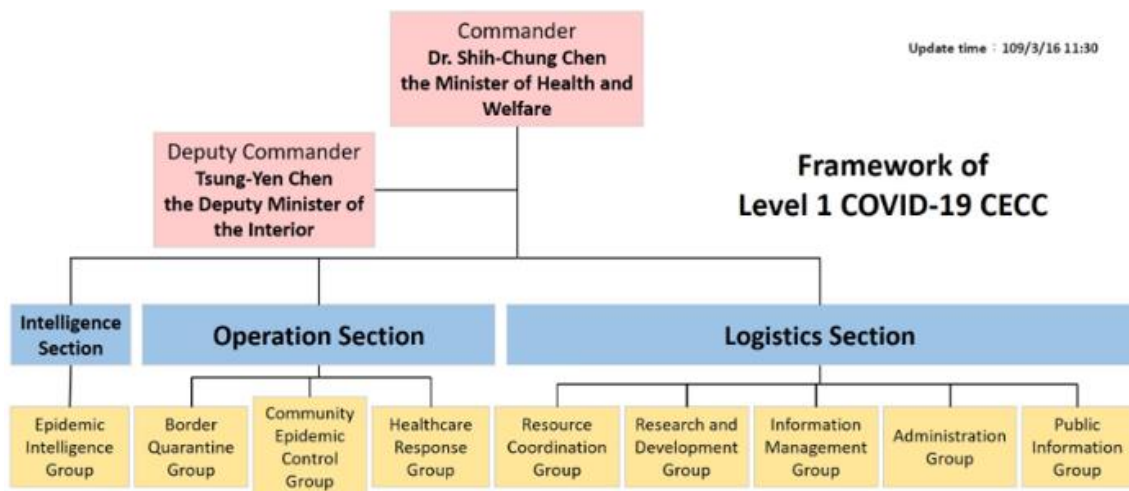 Commander
Dr. Shih-Chung Chen
the Minister of Health and
Welfare
Update time：109/3/16 11:30
Deputy Commander
Tsung-Yen Chen
the Deputy Minister of
the Interior
Framework of
Level 1 COVID-19 CECC
Intelligence
Section
Operation Section
Logistics Section
Epidemic
Intelligence
Group
Border
Quarantine
Group
Community
Epidemic
Control
Group
Healthcare
Response
Group
Resource
Coordination
Group
Research and
Development
Group
Information
Management
Group
Administration
Group
Public
Information
Group